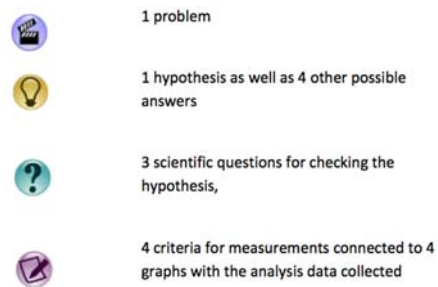 1 problem
1 hypothesis as well as 4 other possible
answers
3 scientific questions for checking the
hypothesis,
4 criteria for measurements connected to 4
graphs with the analysis data collected